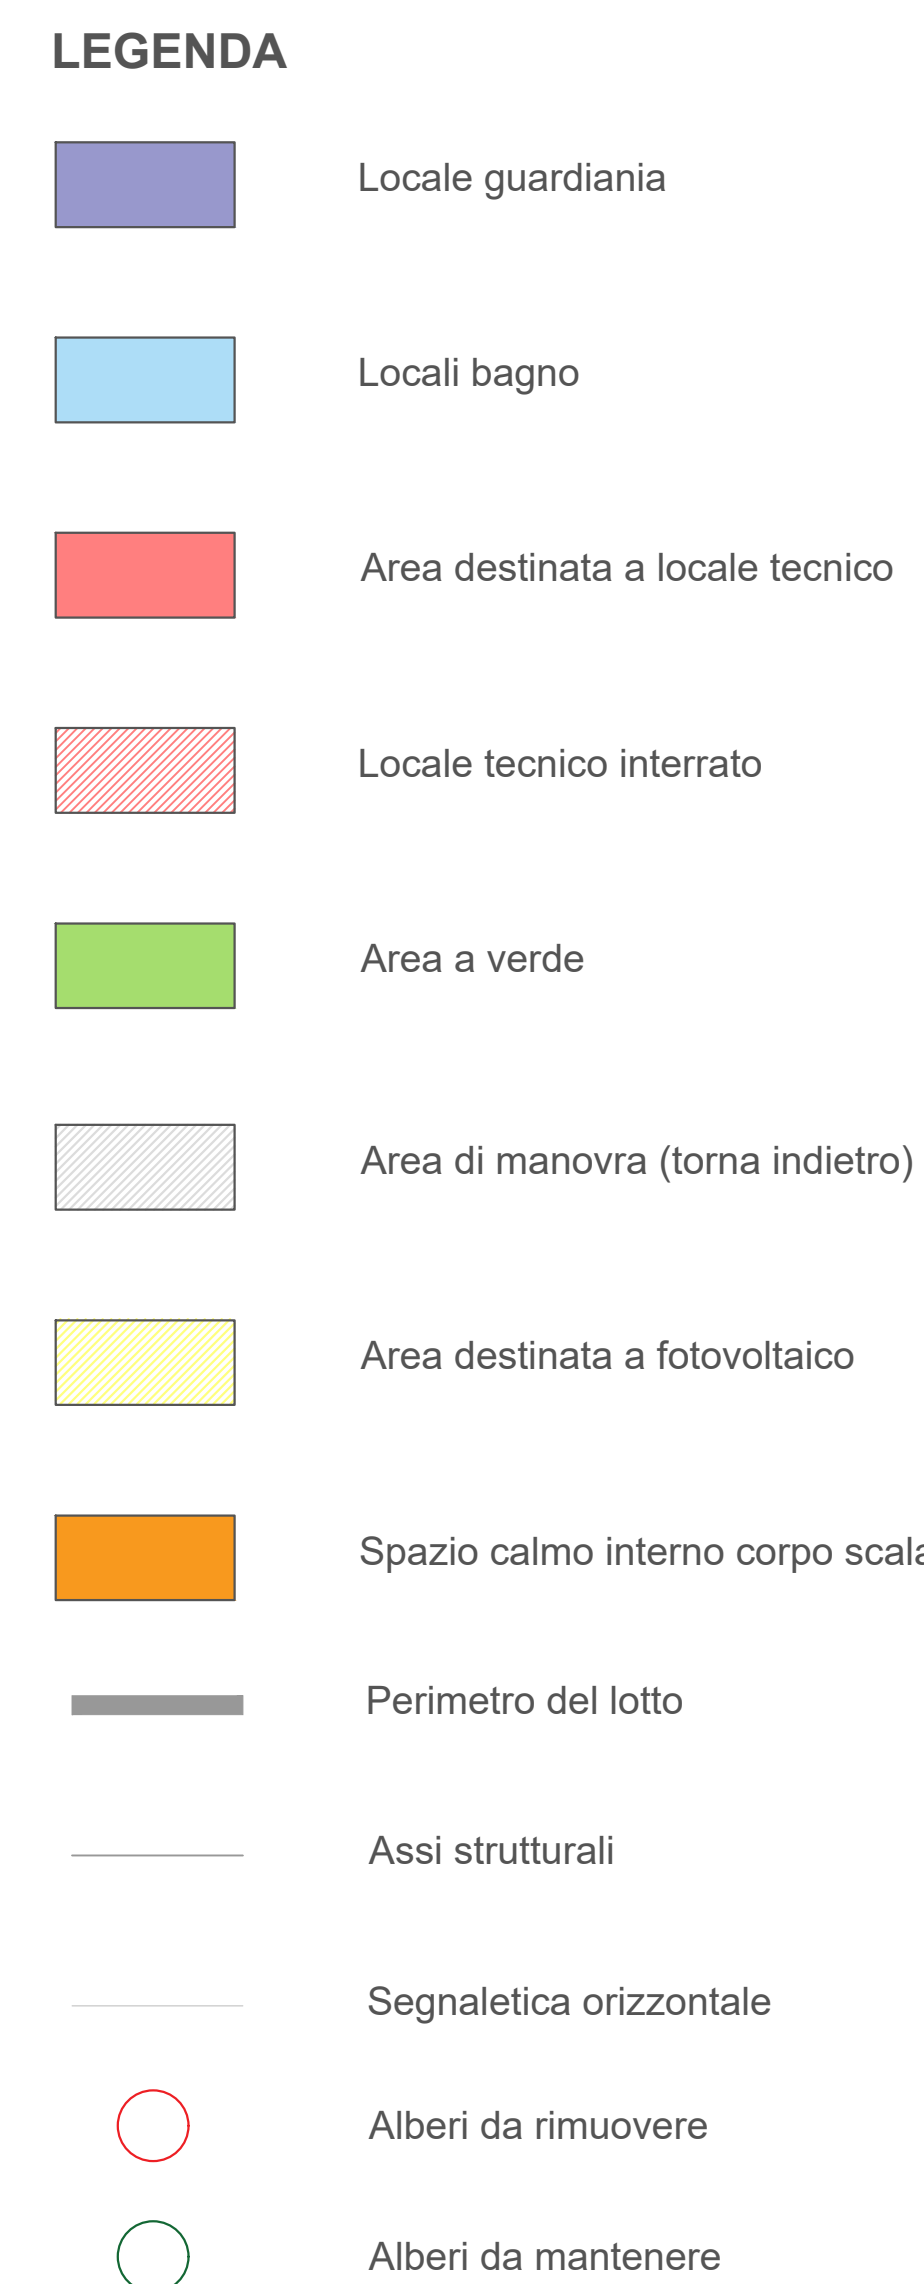 LEGENDA
Locale guardiania
Locali bagno
Area destinata a locale tecnico
Locale tecnico interrato
Area a verde
Area di manovra (torna indietro)
Area destinata a fotovoltaico
Spazio calmo interno corpo scala
Perimetro del lotto
Assi strutturali
Segnaletica orizzontale
Alberi da rimuovere
Alberi da mantenere